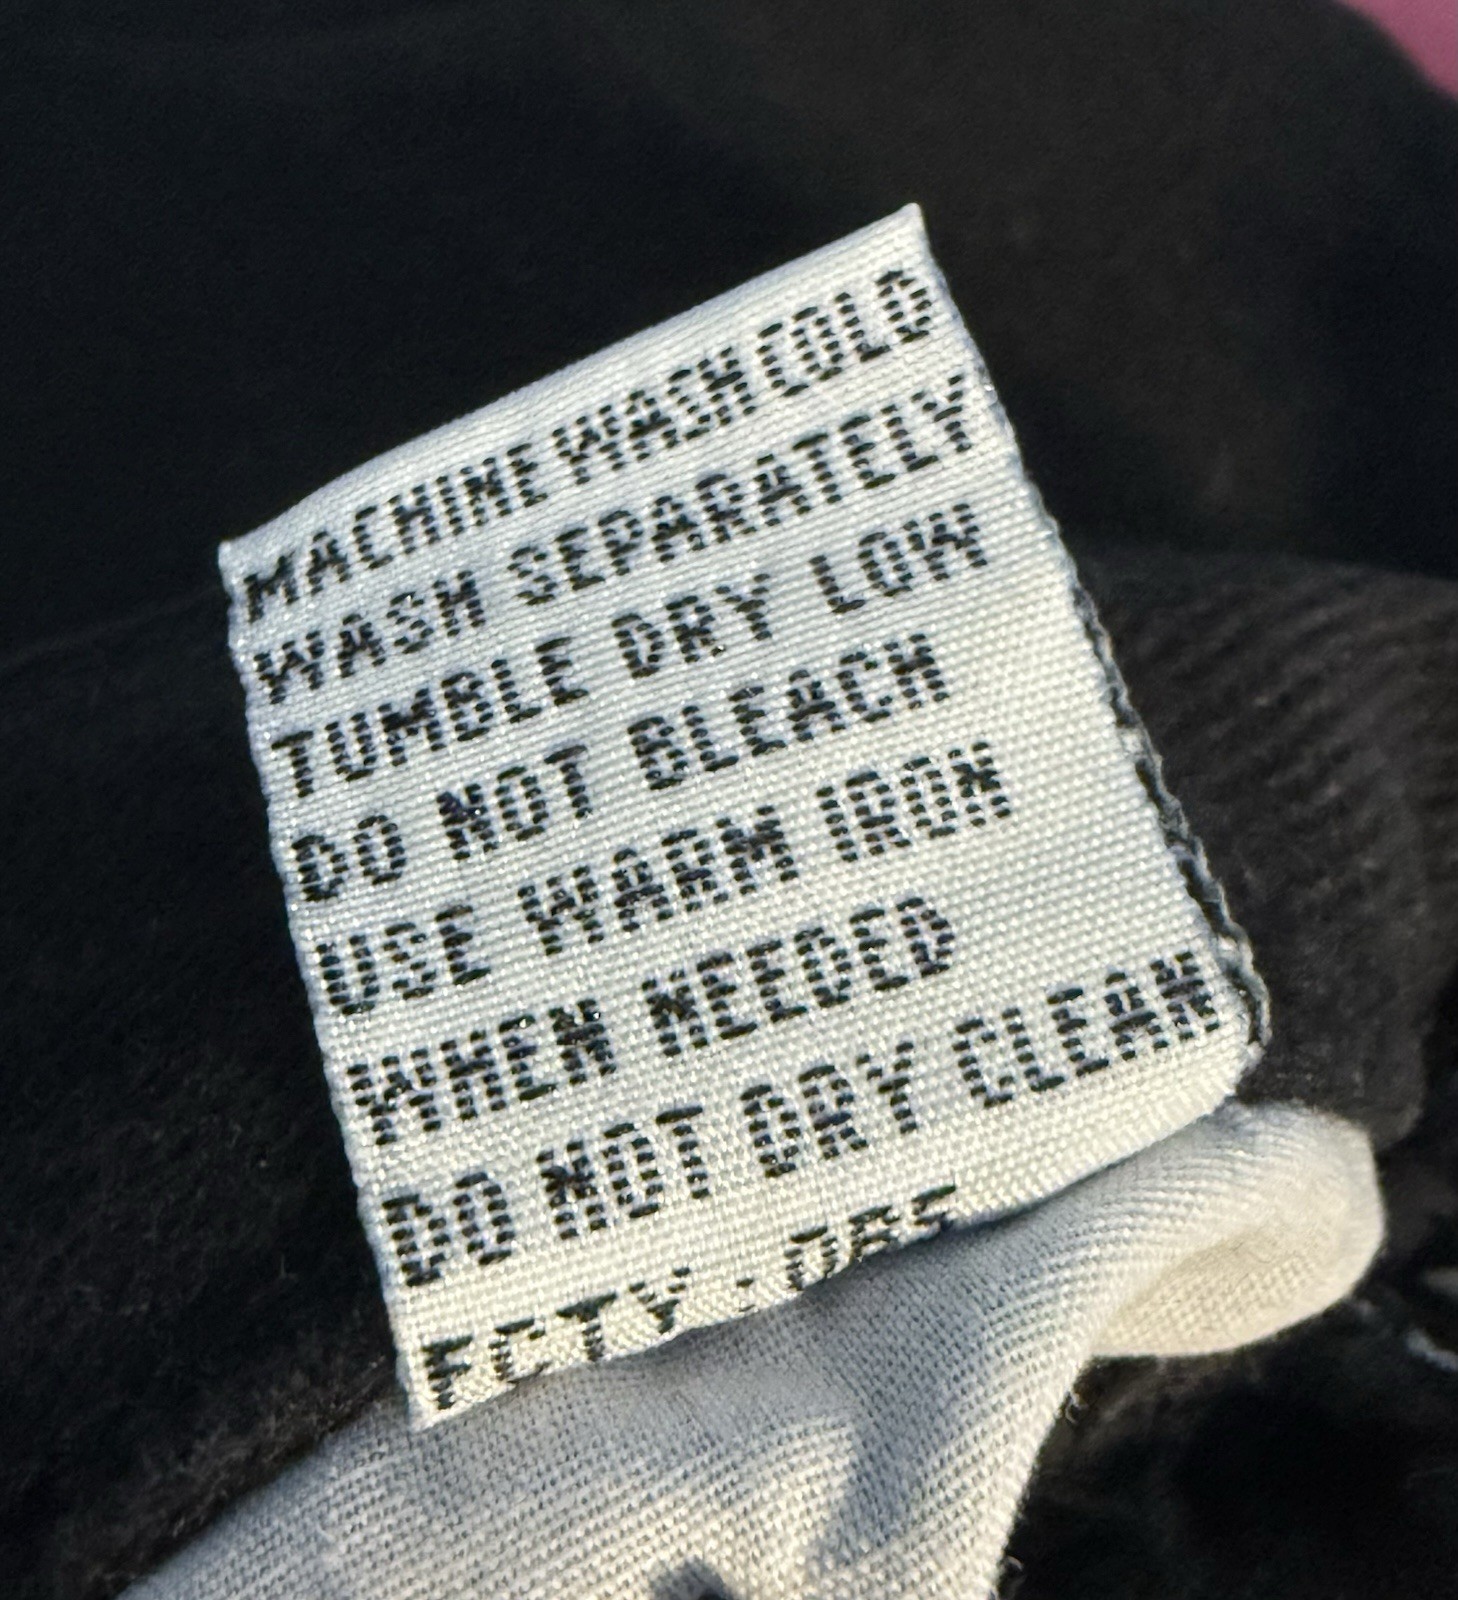 MACHINE WASH COLD
WASH SEPARATELY
TUMBLE DRY LOW
DO NOT BLEACH
USE WARM IRON
WHEN NEEDED
DO NOT DRY CLEAN
FCTY :